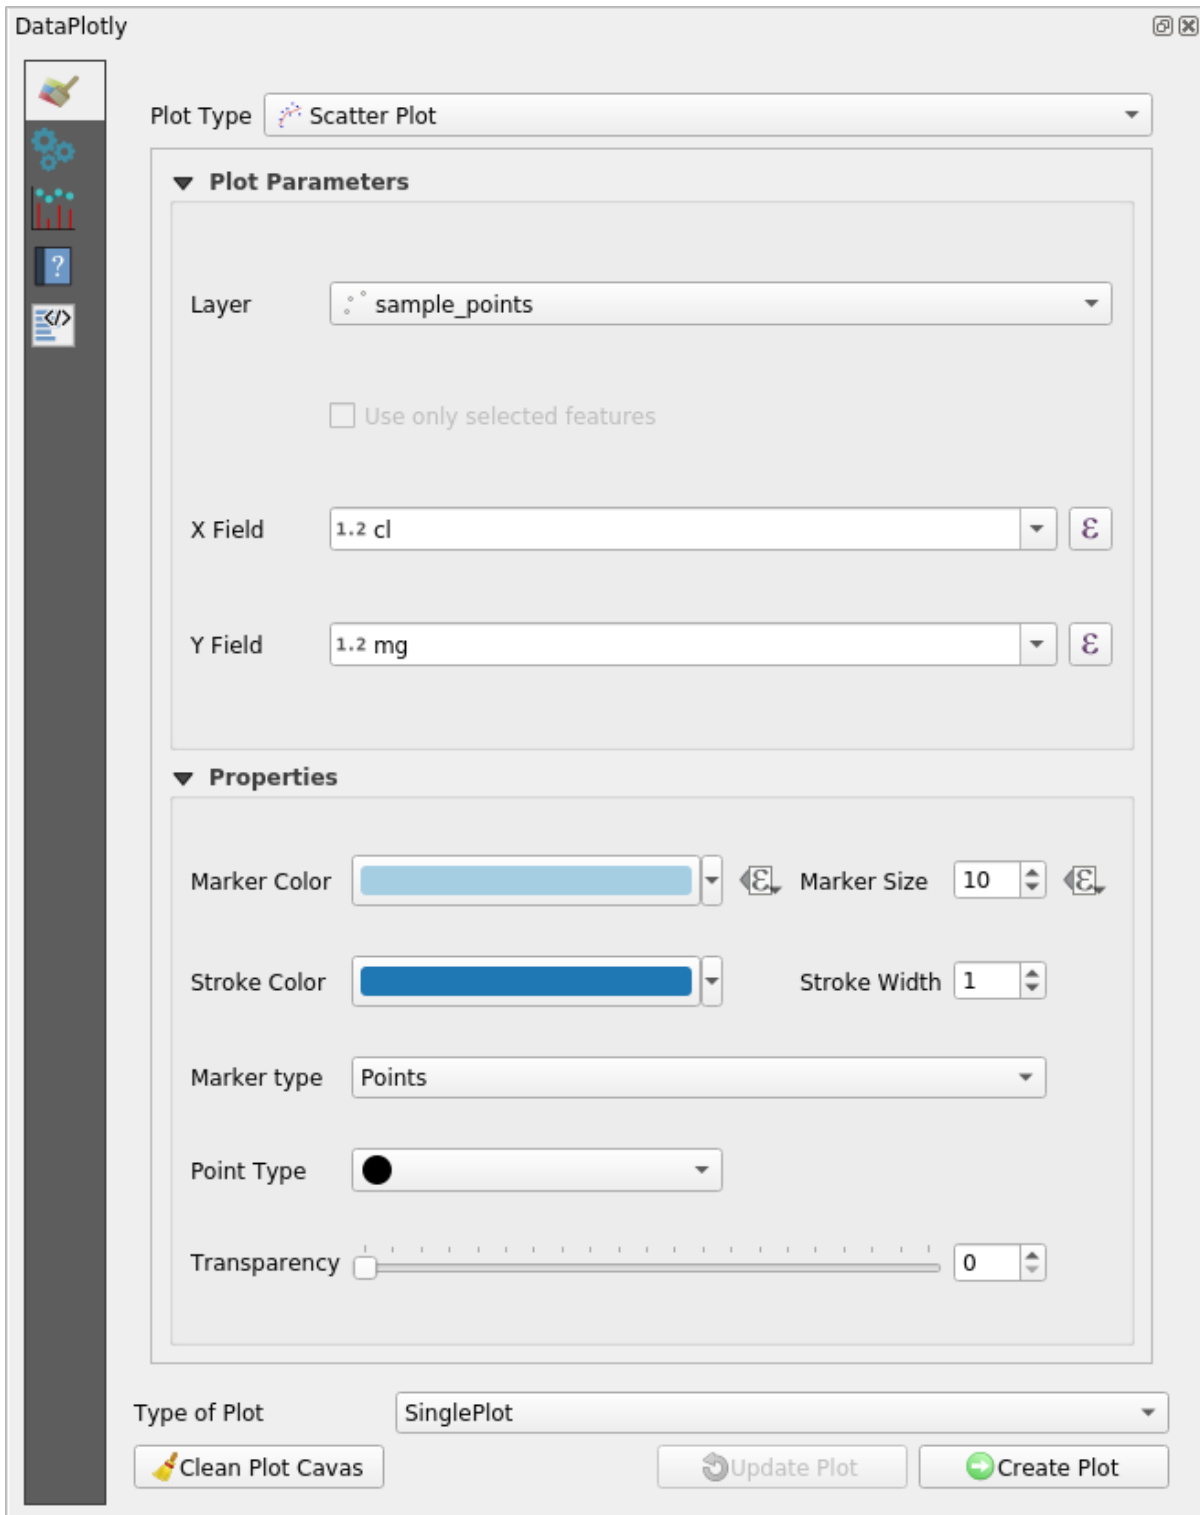 DataPlotly
Plot Type Scatter Plot
Plot Parameters
Layer sample_points
Use only selected features
X Field 1.2 cl ε
Y Field 1.2 mg ε
Properties
Marker Color ε Marker Size 10 ε
Stroke Color Stroke Width 1
Marker type Points
Point Type
Transparency 0
Type of Plot SinglePlot
Clean Plot Cavas Update Plot Create Plot